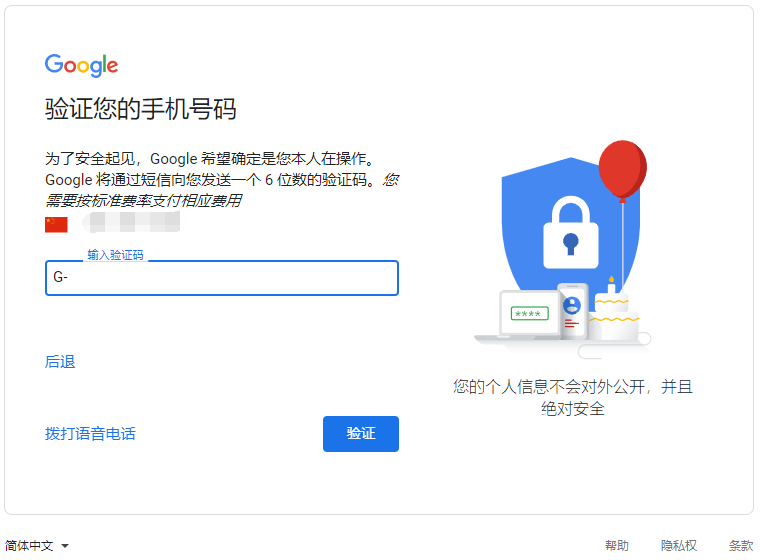 Google
验证您的手机号码
为了安全起见，Google 希望确定是您本人在操作。
Google 将通过短信向您发送一个 6 位数的验证码。您
需要按标准费率支付相应费用
输入验证码
G-
后退
拨打语音电话
验证
****
您的个人信息不会对外公开，并且
绝对安全
简体中文
帮助
隐私权
条款